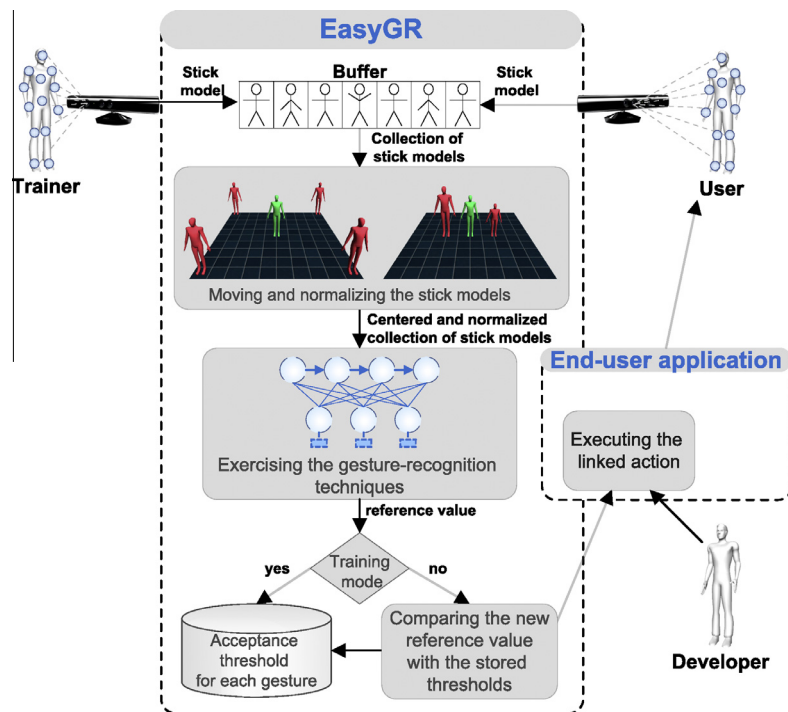 EasyGR
Stick
model
Buffer
Stick
model
Collection of
stick models
Trainer
User
Moving and normalizing the stick models
Centered and normalized
collection of stick models
End-user application
Exercising the gesture-recognition
techniques
Executing the
linked action
reference value
Training
mode
yes
no
Acceptance
threshold
for each gesture
Comparing the new
reference value
with the stored
thresholds
Developer